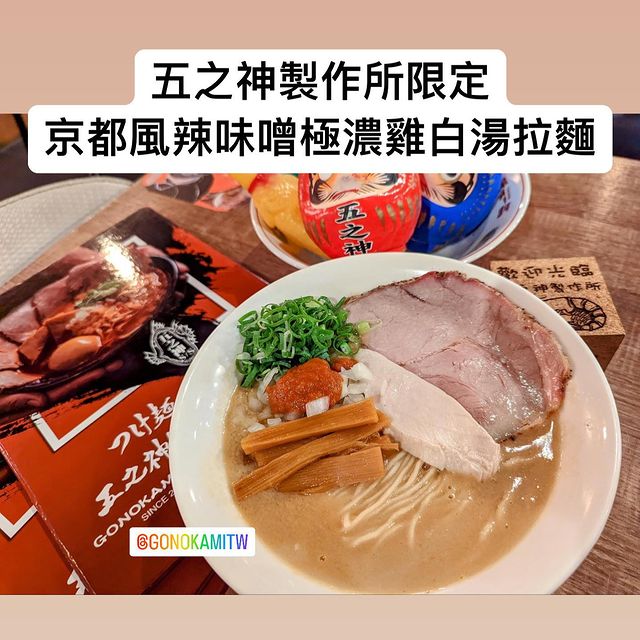 五之神製作所限定
京都風辣味噌極濃雞白湯拉麵
五之神
歡迎光臨
神製作所
つけ麺
五之神
GONOKAMI
SINCE 2
@GONOKAMITW